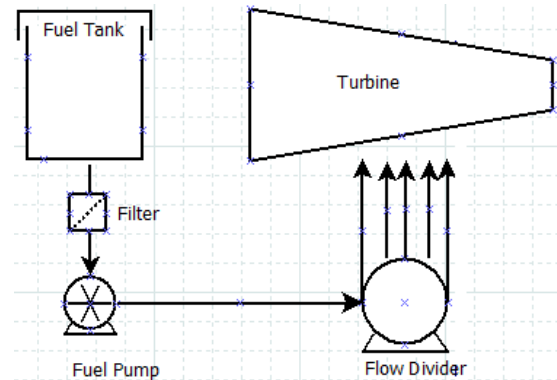 Fuel Tank
Turbine
Filter
Fuel Pump
Flow Divider